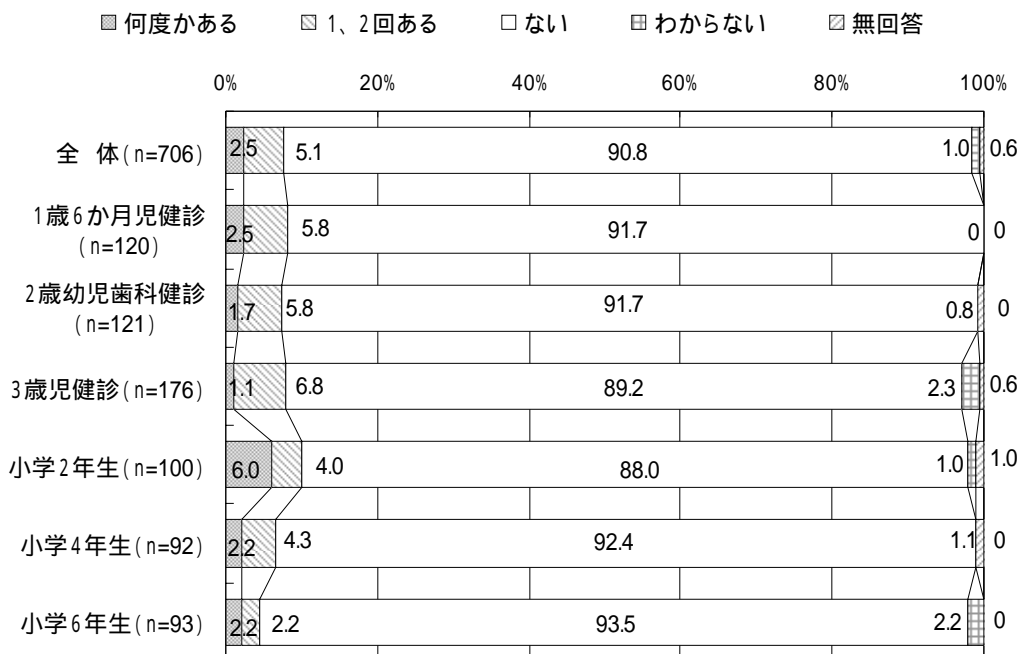 何度かある 1、2回ある ない わからない 無回答
0% 20% 40% 60% 80% 100%
全 体(n=706) 2.5 5.1 90.8 1.0 0.6
1歳6か月児健診
(n=120) 2.5 5.8 91.7 0 0
2歳幼児歯科健診
(n=121) 1.7 5.8 91.7 0.8 0
3歳児健診(n=176) 1.1 6.8 89.2 2.3 0.6
小学2年生(n=100) 6.0 4.0 88.0 1.0 1.0
小学4年生(n=92) 2.2 4.3 92.4 1.1 0
小学6年生(n=93) 2.2 2.2 93.5 2.2 0